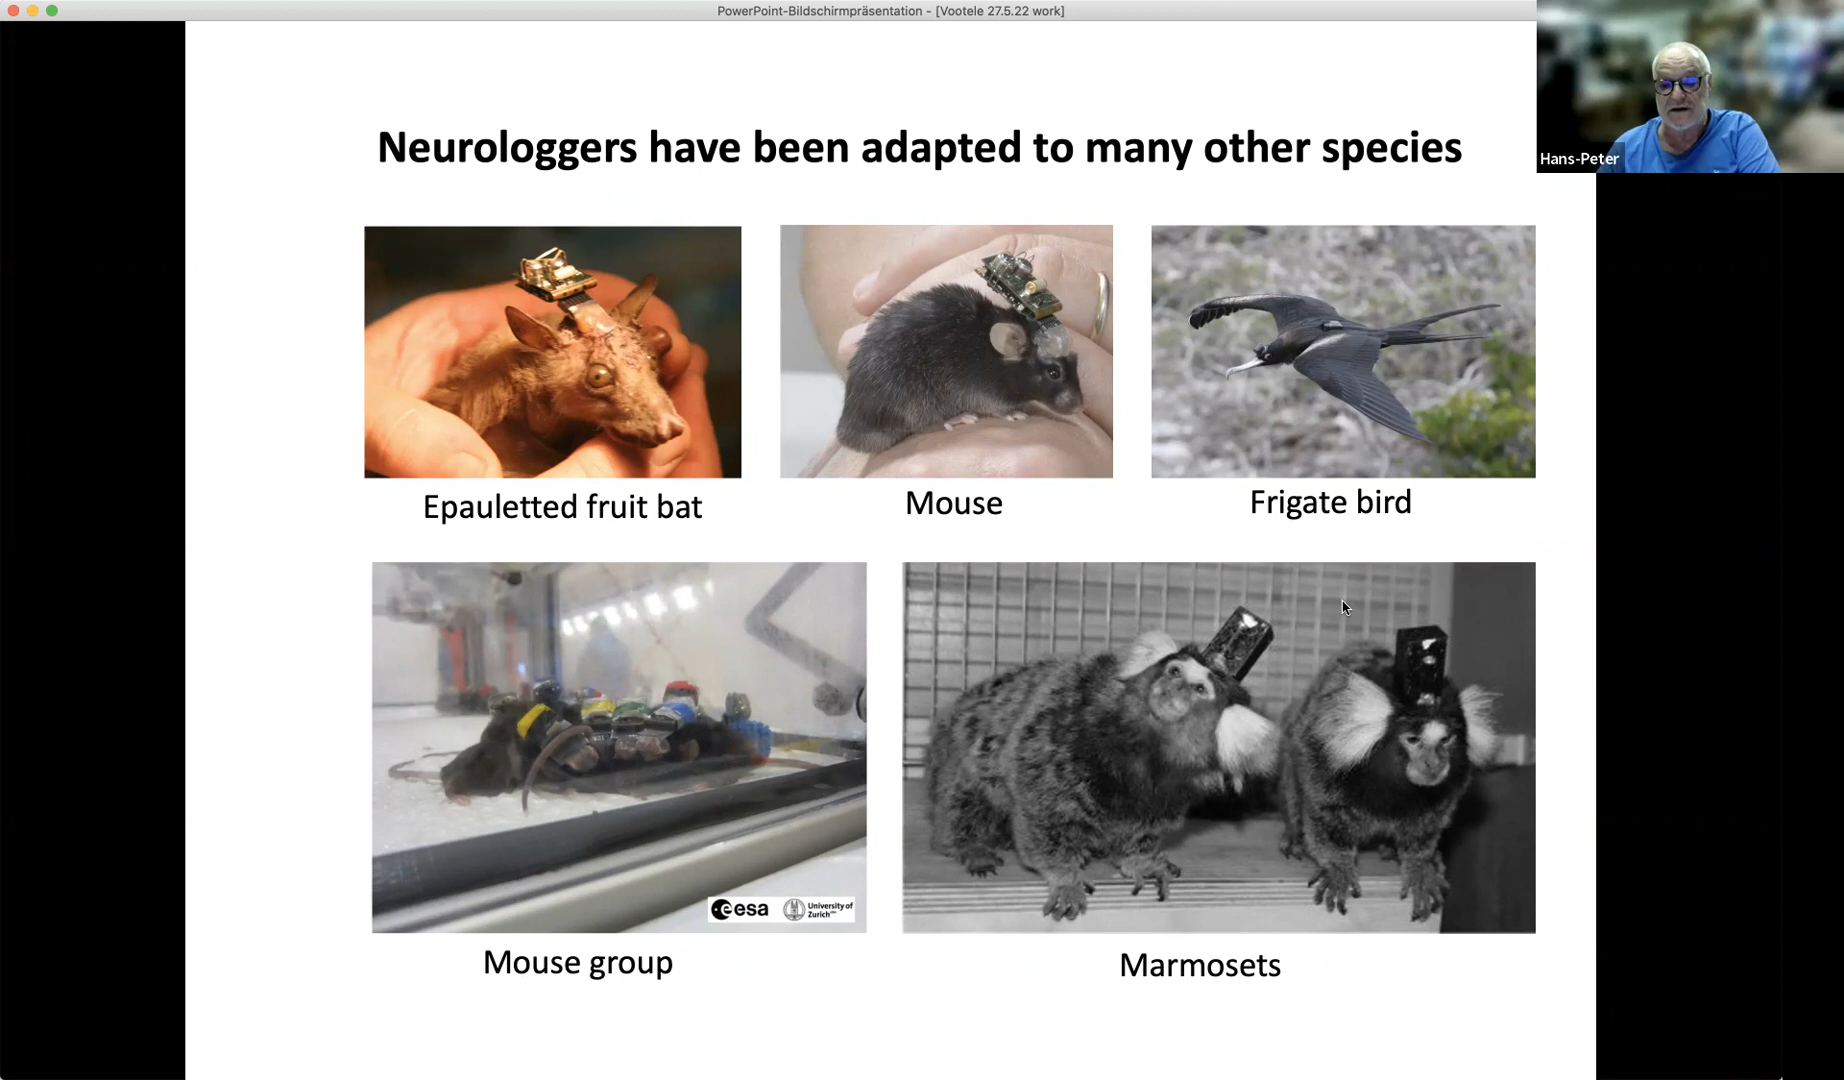 PowerPoint-Bildschirmpräsentation - [Vootele 27.5.22 work]
Hans-Peter
Neurologgers have been adapted to many other species
Epauletted fruit bat
Mouse
Frigate bird
esa
University of
Zurich
Mouse group
Marmosets